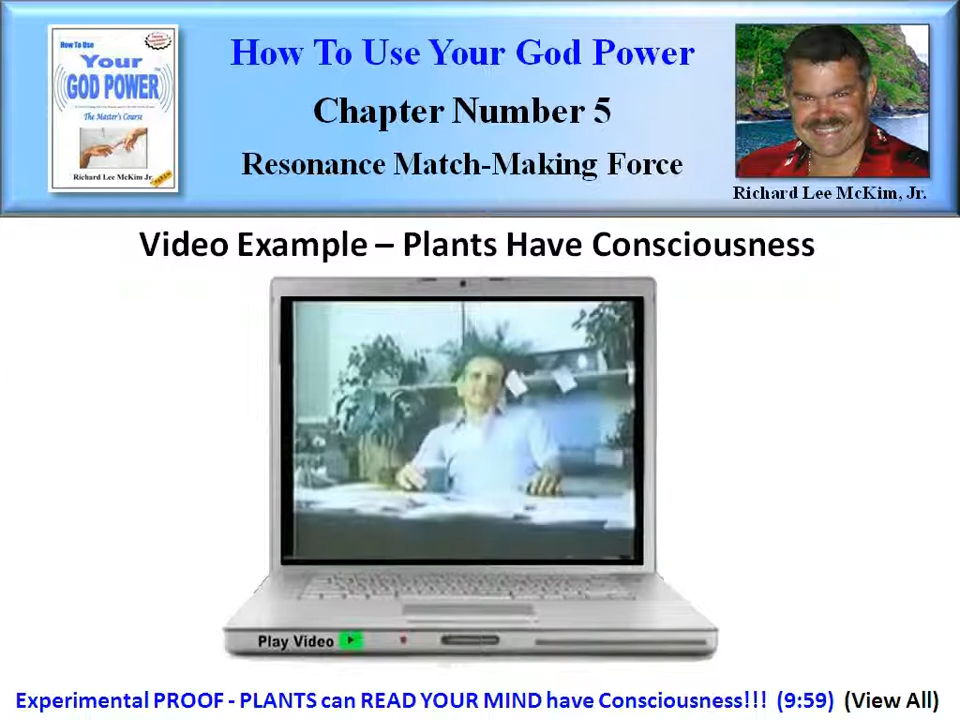 How To Use
Your
GOD POWER
The Master's Course
Richard Lee McKim Jr.
How To Use Your God Power
Chapter Number 5
Resonance Match-Making Force
Richard Lee McKim, Jr.
Video Example – Plants Have Consciousness
Play Video
Experimental PROOF - PLANTS can READ YOUR MIND have Consciousness!!! (9:59) (View All)